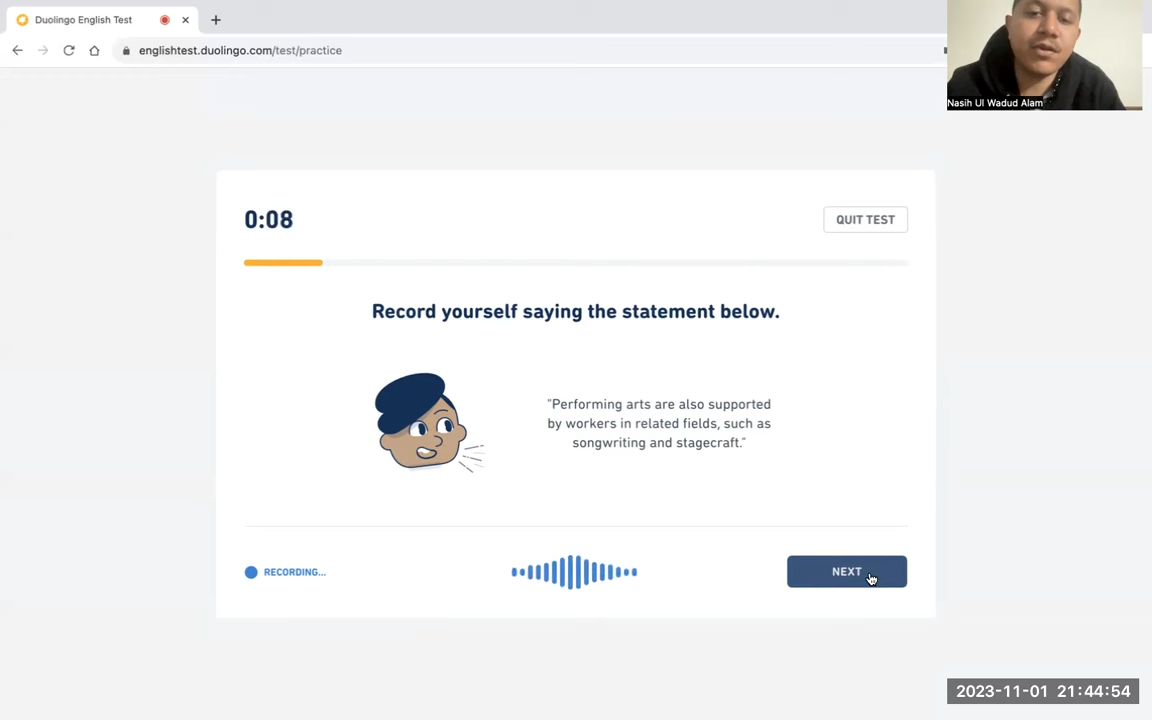 Duolingo English Test
englishtest.duolingo.com/test/practice
Nasih Ul Wadud Alam
0:08
QUIT TEST
Record yourself saying the statement below.
"Performing arts are also supported
by workers in related fields, such as
songwriting and stagecraft."
RECORDING...
NEXT
2023-11-01 21:44:54